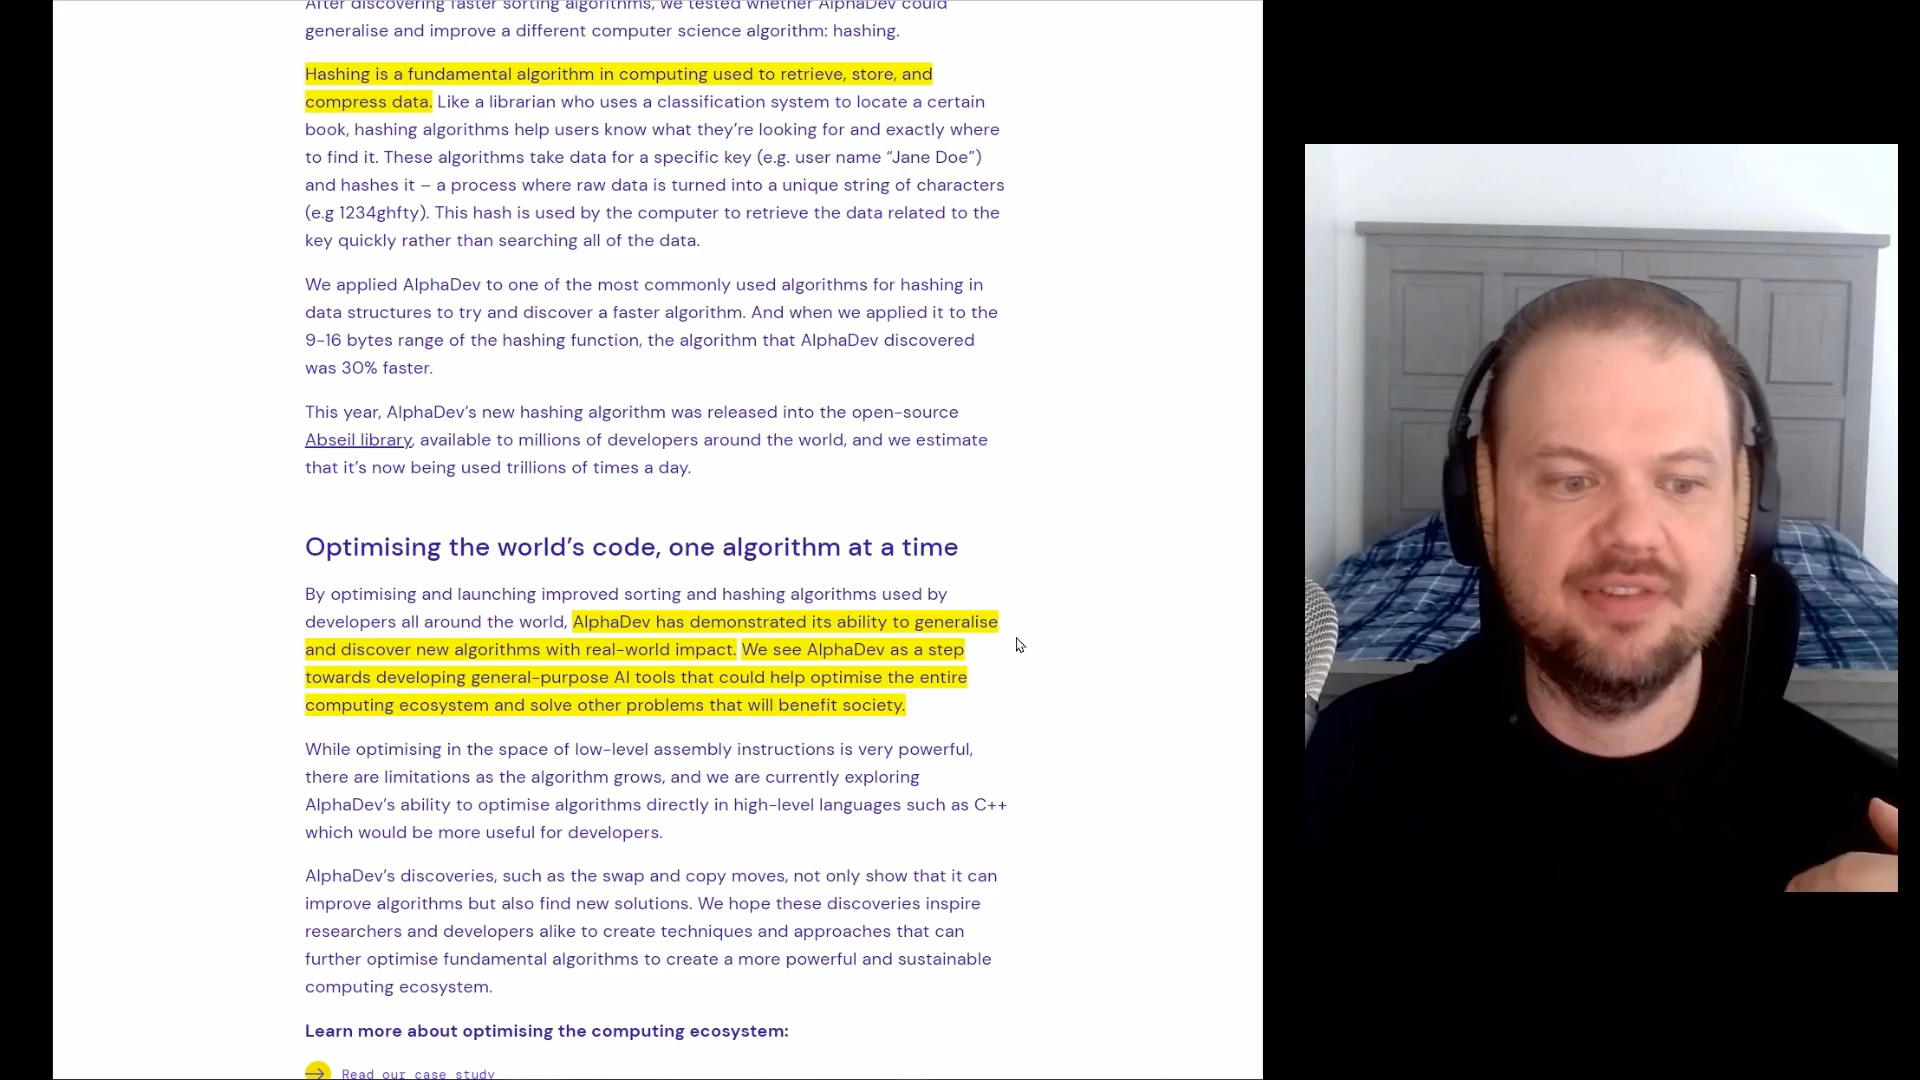 After discovering faster sorting algorithms, we tested whether AlphaDev could
generalise and improve a different computer science algorithm: hashing.
Hashing is a fundamental algorithm in computing used to retrieve, store, and
compress data. Like a librarian who uses a classification system to locate a certain
book, hashing algorithms help users know what they’re looking for and exactly where
to find it. These algorithms take data for a specific key (e.g. user name “Jane Doe”)
and hashes it – a process where raw data is turned into a unique string of characters
(e.g 1234ghfty). This hash is used by the computer to retrieve the data related to the
key quickly rather than searching all of the data.
We applied AlphaDev to one of the most commonly used algorithms for hashing in
data structures to try and discover a faster algorithm. And when we applied it to the
9-16 bytes range of the hashing function, the algorithm that AlphaDev discovered
was 30% faster.
This year, AlphaDev’s new hashing algorithm was released into the open-source
Abseil library, available to millions of developers around the world, and we estimate
that it’s now being used trillions of times a day.
Optimising the world’s code, one algorithm at a time
By optimising and launching improved sorting and hashing algorithms used by
developers all around the world, AlphaDev has demonstrated its ability to generalise
and discover new algorithms with real-world impact. We see AlphaDev as a step
towards developing general-purpose AI tools that could help optimise the entire
computing ecosystem and solve other problems that will benefit society.
While optimising in the space of low-level assembly instructions is very powerful,
there are limitations as the algorithm grows, and we are currently exploring
AlphaDev’s ability to optimise algorithms directly in high-level languages such as C++
which would be more useful for developers.
AlphaDev’s discoveries, such as the swap and copy moves, not only show that it can
improve algorithms but also find new solutions. We hope these discoveries inspire
researchers and developers alike to create techniques and approaches that can
further optimise fundamental algorithms to create a more powerful and sustainable
computing ecosystem.
Learn more about optimising the computing ecosystem:
Read our case study